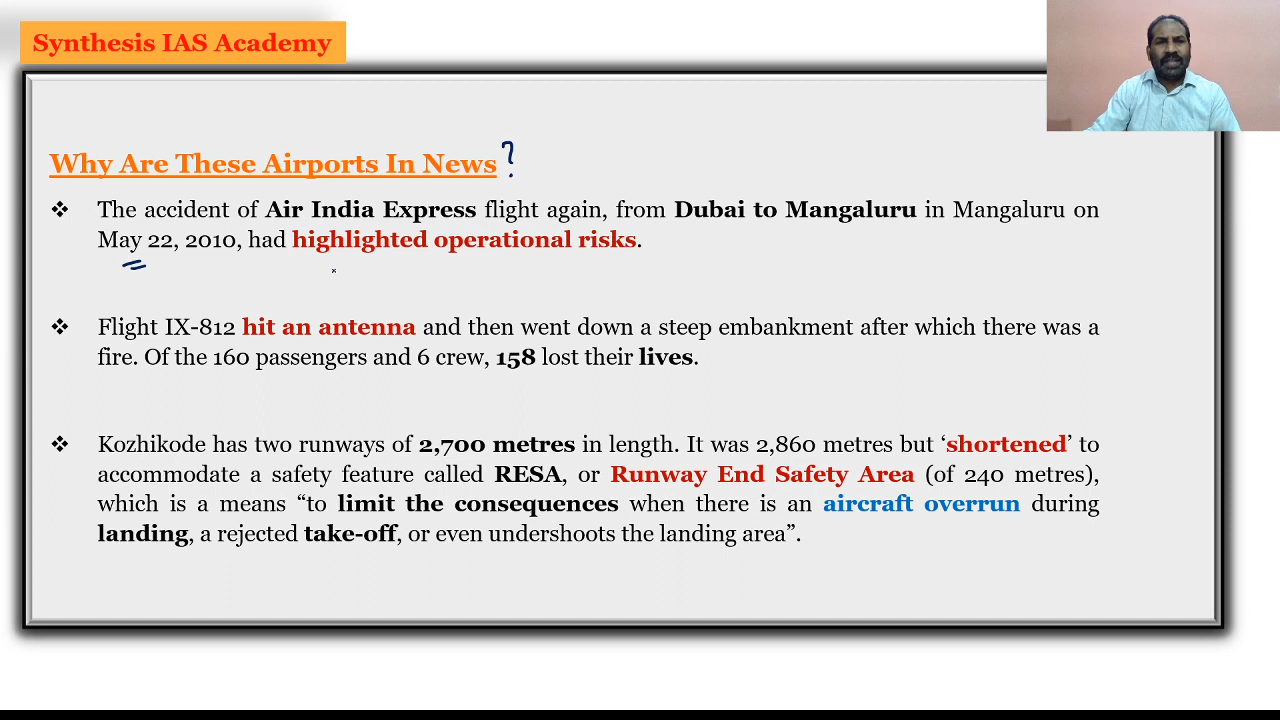 Synthesis IAS Academy
Why Are These Airports In News?
❖ The accident of Air India Express flight again, from Dubai to Mangaluru in Mangaluru on
May 22, 2010, had highlighted operational risks.
❖ Flight IX-812 hit an antenna and then went down a steep embankment after which there was a
fire. Of the 160 passengers and 6 crew, 158 lost their lives.
❖ Kozhikode has two runways of 2,700 metres in length. It was 2,860 metres but ‘shortened’ to
accommodate a safety feature called RESA, or Runway End Safety Area (of 240 metres),
which is a means “to limit the consequences when there is an aircraft overrun during
landing, a rejected take-off, or even undershoots the landing area”.